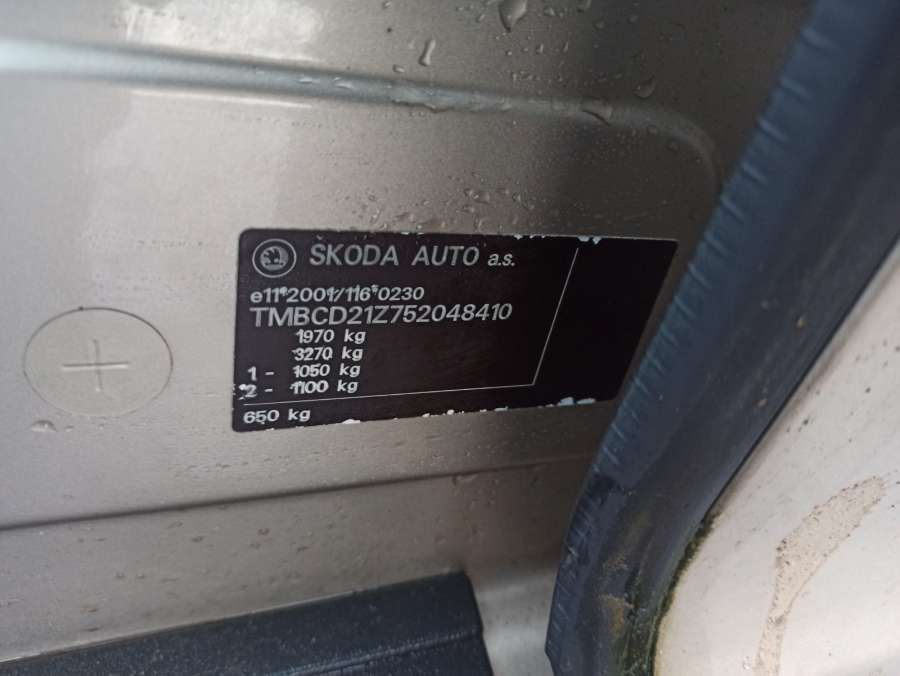 SKODA AUTO a.s.
e11*2001/116*0230
TMBCD21Z752048410
1970 kg
3270 kg
1 - 1050 kg
2 - 1100 kg
650 kg